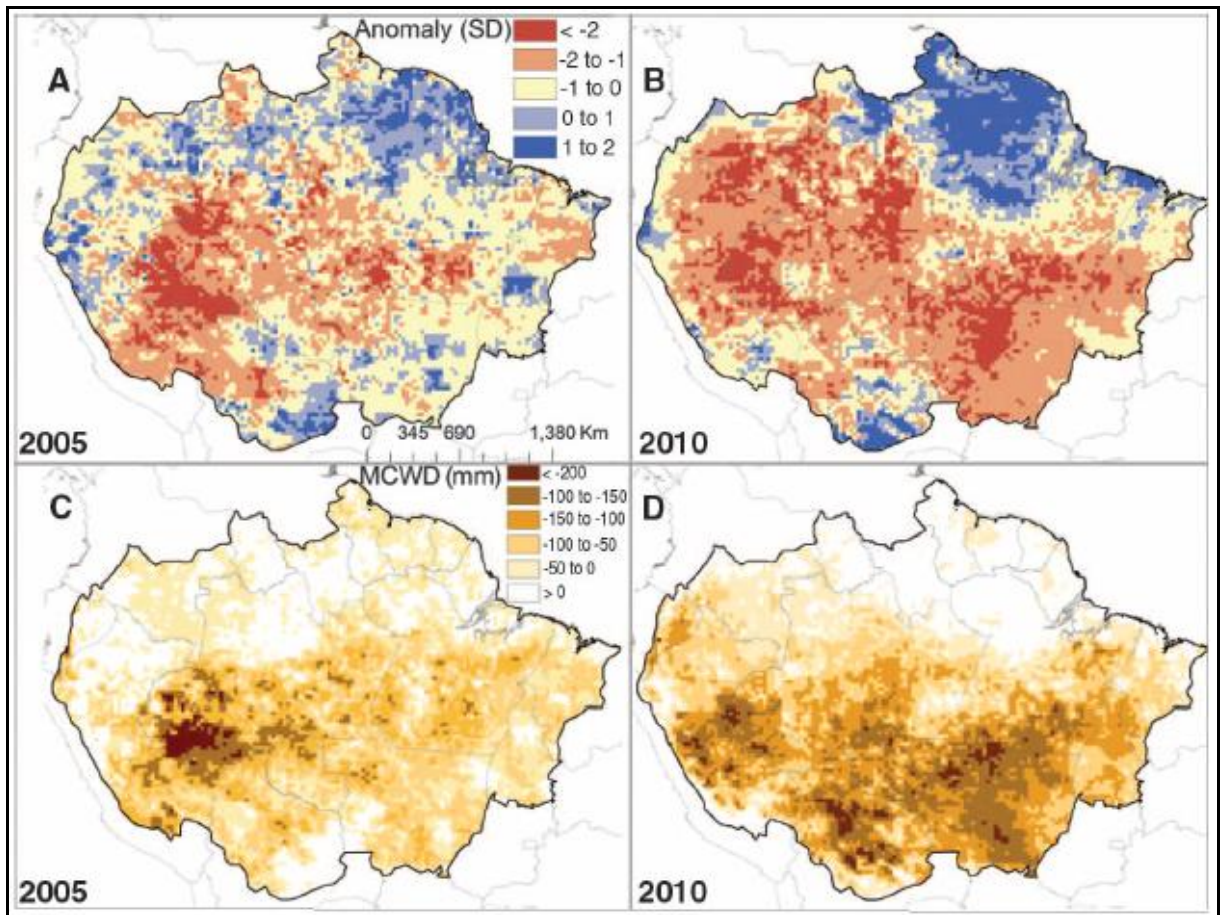 Anomaly (SD)
< -2
-2 to -1
-1 to 0
0 to 1
1 to 2
A
B
2005
0 345 690 1,380 Km
2010
MCWD (mm)
< -200
-100 to -150
-150 to -100
-100 to -50
-50 to 0
> 0
C
D
2005
2010